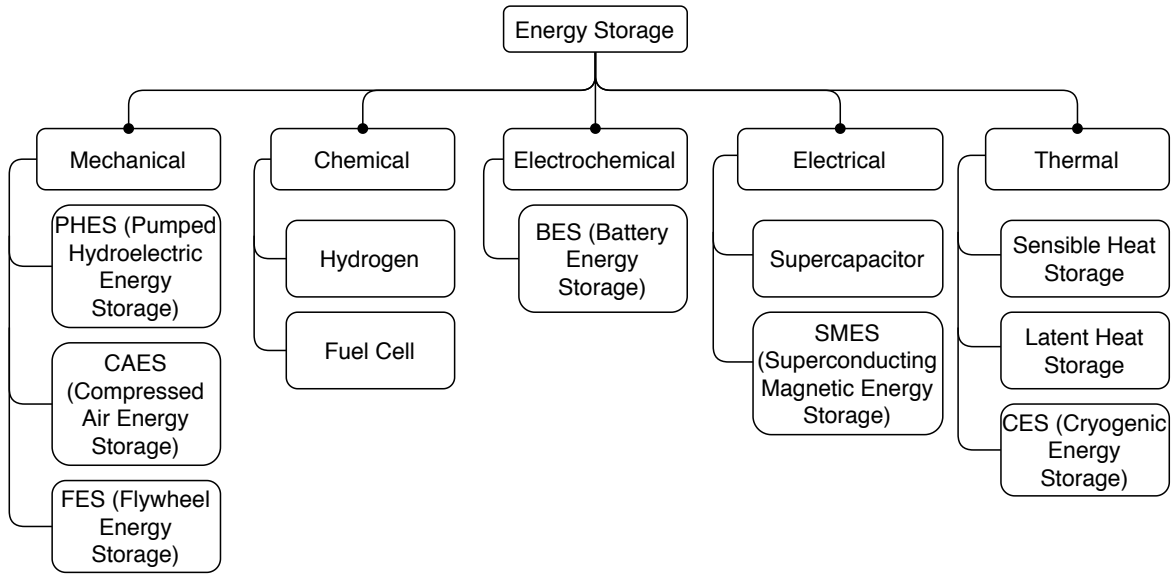 Energy Storage
Mechanical
PHES (Pumped
Hydroelectric
Energy
Storage)
CAES
(Compressed
Air Energy
Storage)
FES (Flywheel
Energy
Storage)
Chemical
Hydrogen
Fuel Cell
Electrochemical
BES (Battery
Energy
Storage)
Electrical
Supercapacitor
SMES
(Superconducting
Magnetic Energy
Storage)
Thermal
Sensible Heat
Storage
Latent Heat
Storage
CES (Cryogenic
Energy
Storage)